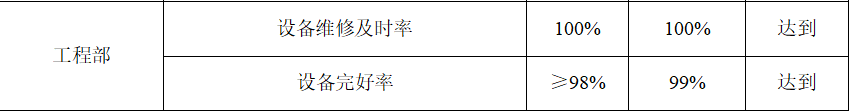 工程部
设备维修及时率 100% 100% 达到
设备完好率 ≥98% 99% 达到